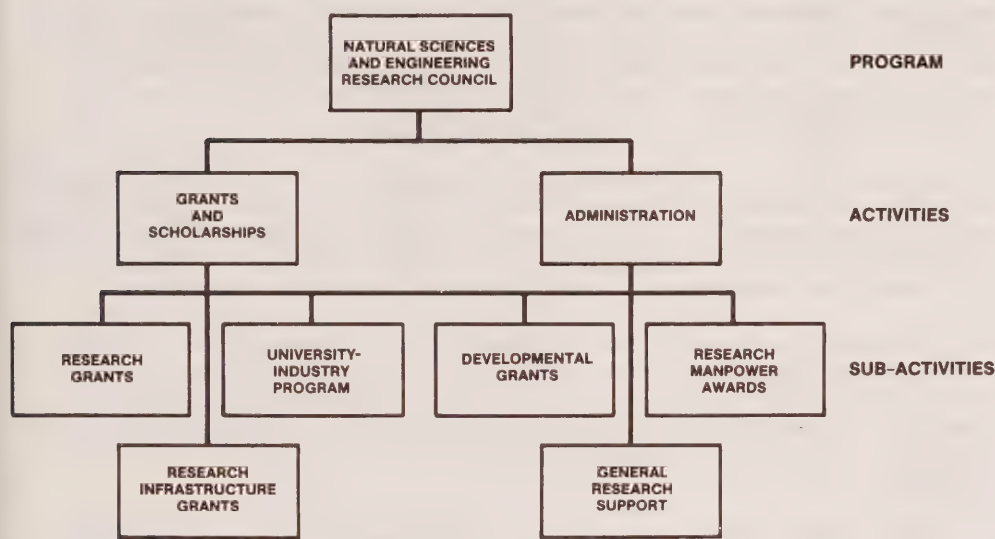 NATURAL SCIENCES
AND ENGINEERING
RESEARCH COUNCIL
PROGRAM
GRANTS
AND
SCHOLARSHIPS
ADMINISTRATION
ACTIVITIES
RESEARCH
GRANTS
UNIVERSITY-
INDUSTRY
PROGRAM
DEVELOPMENTAL
GRANTS
RESEARCH
MANPOWER
AWARDS
SUB-ACTIVITIES
RESEARCH
INFRASTRUCTURE
GRANTS
GENERAL
RESEARCH
SUPPORT